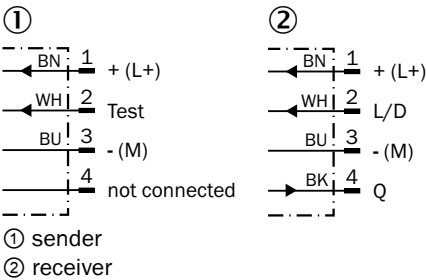 ① ②
BN 1 + (L+) BN 1 + (L+)
WH 2 Test WH 2 L/D
BU 3 - (M) BU 3 - (M)
4 not connected BK 4 Q
① sender
② receiver